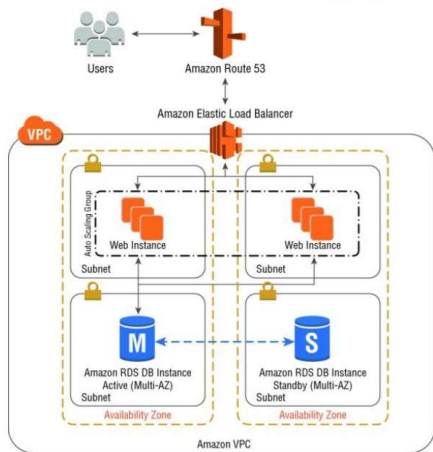 Users
Amazon Route 53
Amazon Elastic Load Balancer
VPC
Auto Scaling Group
Web Instance
Web Instance
Subnet
Subnet
M
S
Amazon RDS DB Instance
Active (Multi-AZ)
Amazon RDS DB Instance
Standby (Multi-AZ)
Subnet
Subnet
Availability Zone
Availability Zone
Amazon VPC